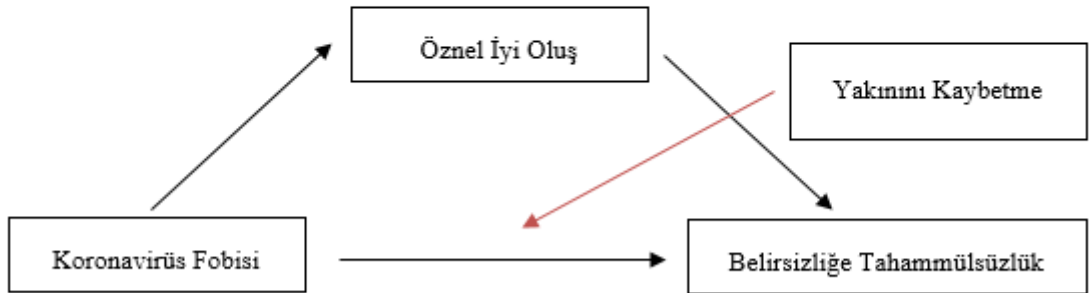 Öznel İyi Oluş
Yakınını Kaybetme
Koronavirüs Fobisi
Belirsizliğe Tahammülsüzlük